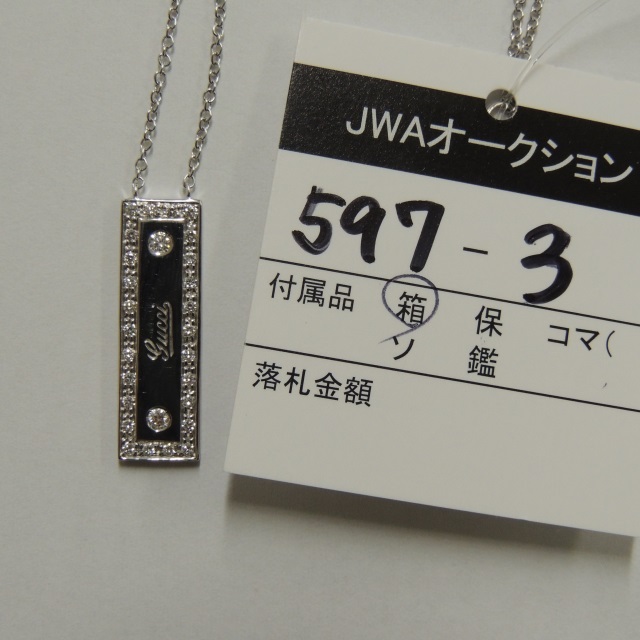 JWAオークション
597-3
付属品 箱 保 コマ(
ソ 鑑
落札金額
Gucci